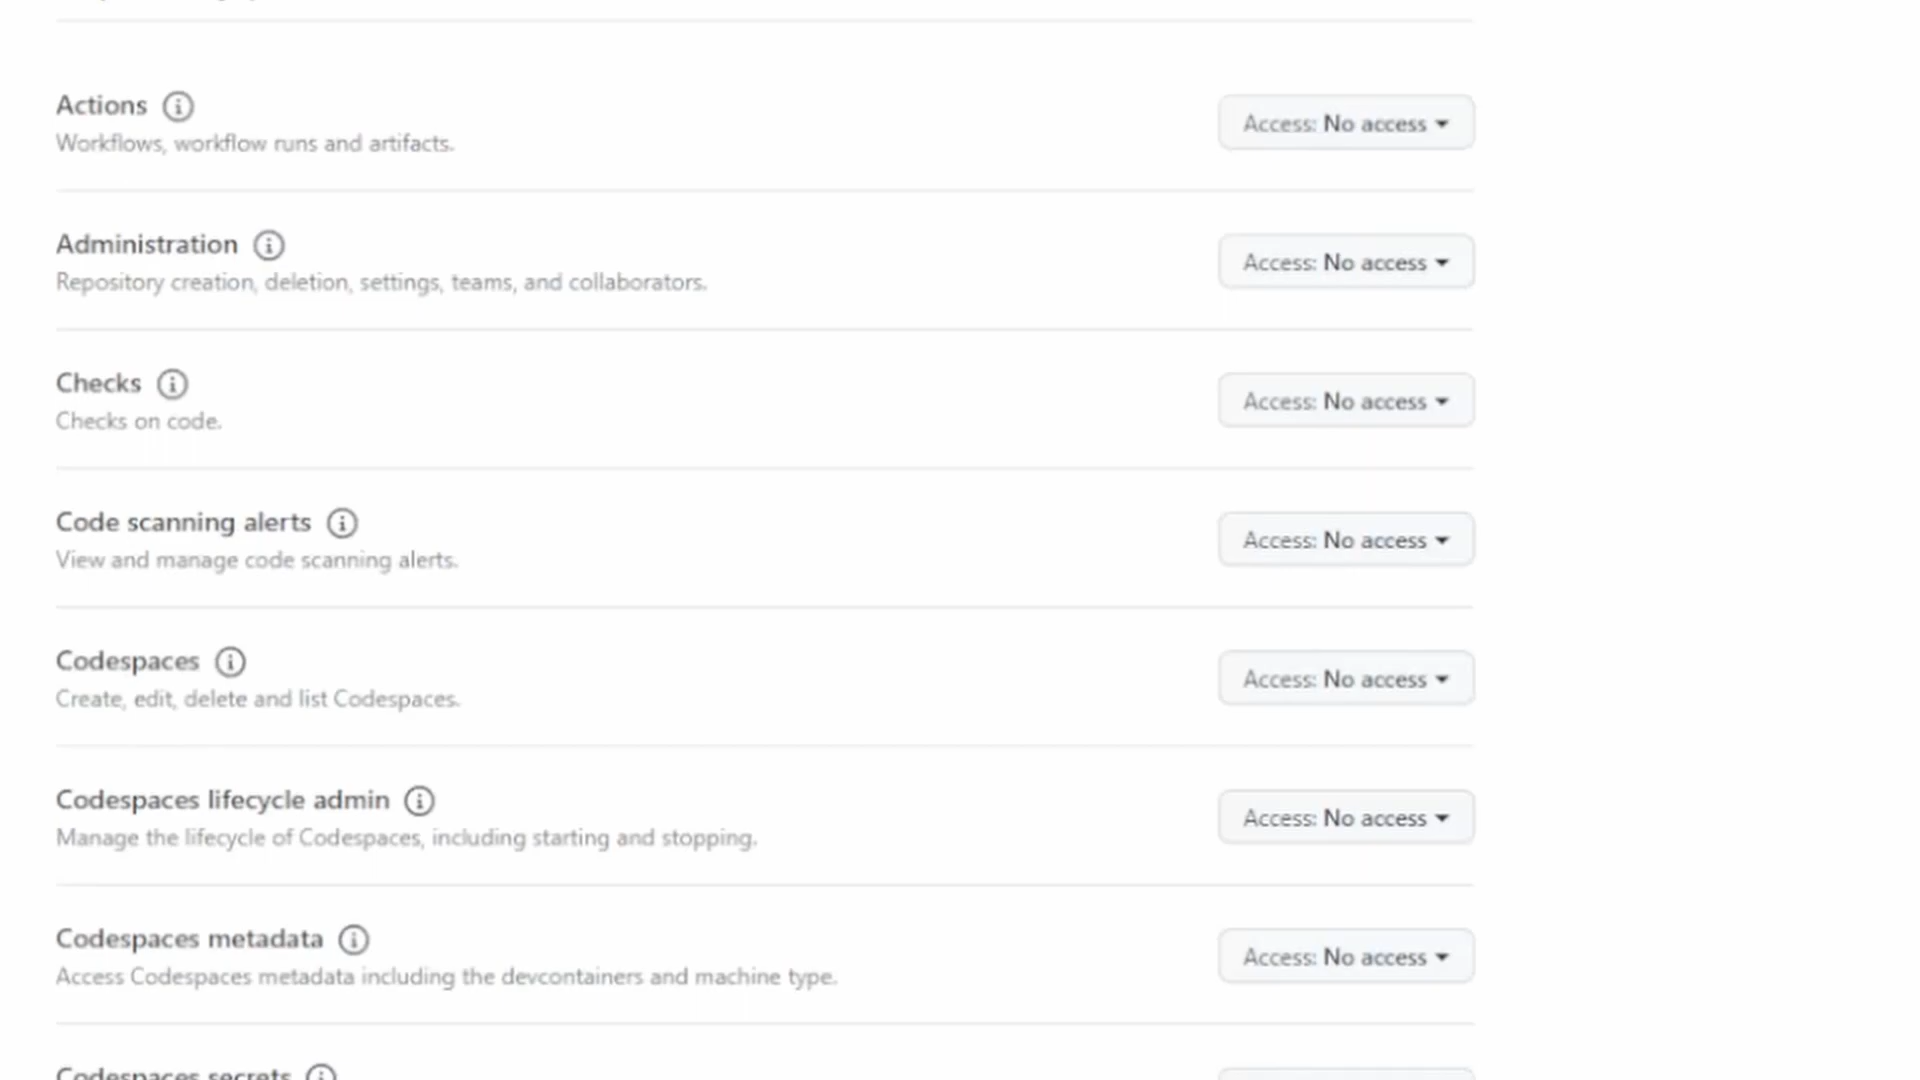 Actions
Workflows, workflow runs and artifacts.
Access: No access
Administration
Repository creation, deletion, settings, teams, and collaborators.
Access: No access
Checks
Checks on code.
Access: No access
Code scanning alerts
View and manage code scanning alerts.
Access: No access
Codespaces
Create, edit, delete and list Codespaces.
Access: No access
Codespaces lifecycle admin
Manage the lifecycle of Codespaces, including starting and stopping.
Access: No access
Codespaces metadata
Access Codespaces metadata including the devcontainers and machine type.
Access: No access
Codespaces secrets